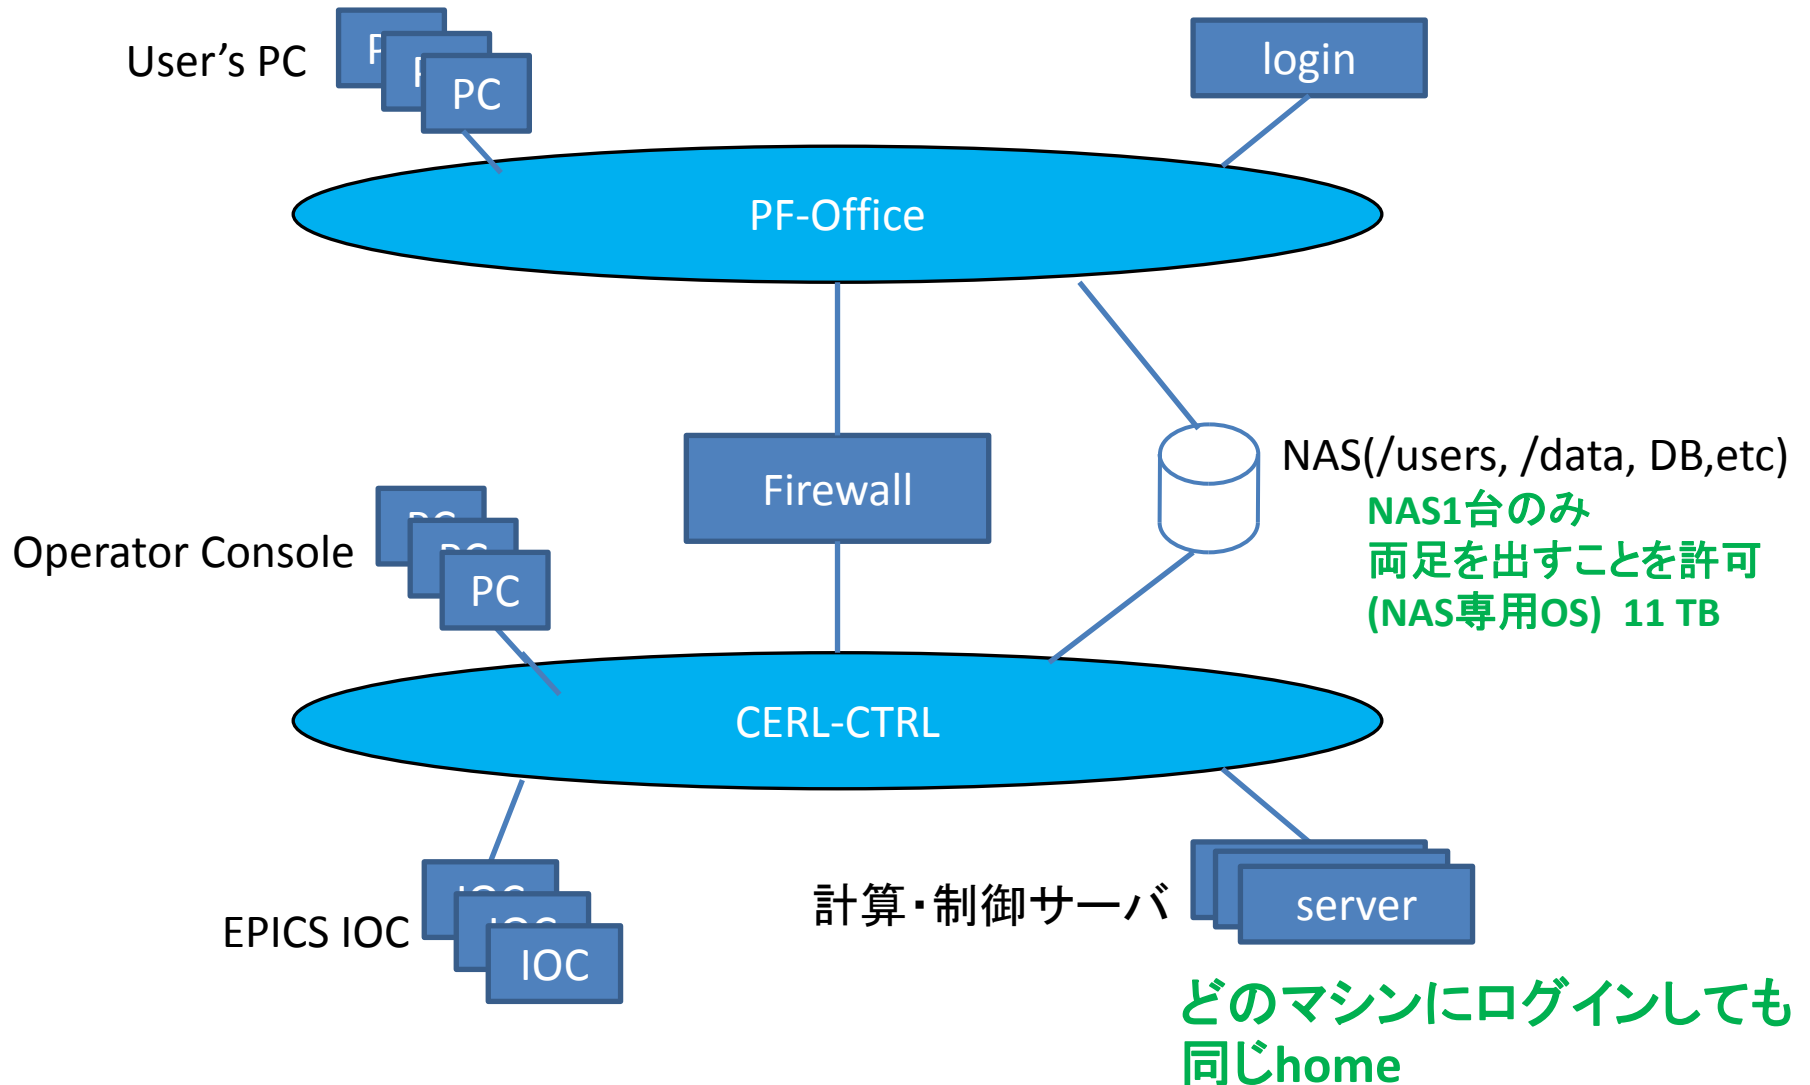 User's PC
PC
login
PF-Office
Firewall
NAS(/users, /data, DB,etc)
NAS1台のみ
両足を出すことを許可
(NAS専用OS) 11 TB
Operator Console
PC
CERL-CTRL
EPICS IOC
IOC
計算・制御サーバ
server
どのマシンにログインしても
同じhome